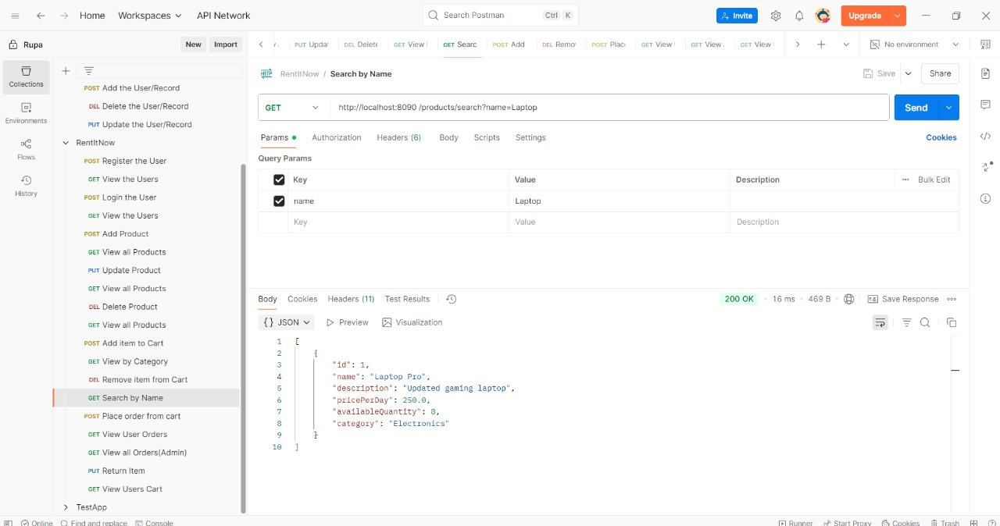 Home Workspaces API Network Search Postman Ctrl K Invite Upgrade
Rupa New Import PUT Updat DEL Delete GET View GET Searc POST Add DEL Remo POST Plac GET View GET View GET View No environment
Collections
Environments
Flows
History
POST Add the User/Record
DEL Delete the User/Record
PUT Update the User/Record
RentItNow
POST Register the User
GET View the Users
POST Login the User
GET View the Users
POST Add Product
GET View all Products
PUT Update Product
GET View all Products
DEL Delete Product
GET View all Products
POST Add item to Cart
GET View by Category
DEL Remove item from Cart
GET Search by Name
POST Place order from cart
GET View User Orders
GET View all Orders(Admin)
PUT Return Item
GET View Users Cart
TestApp
HTTP RentItNow / Search by Name Save Share
GET http://localhost:8090 /products/search?name=Laptop Send
Params Authorization Headers (6) Body Scripts Settings Cookies
Query Params
Key Value Description ••• Bulk Edit
name Laptop
Key Value Description
Body Cookies Headers (11) Test Results 200 OK • 16 ms • 469 B • Save Response •••
{} JSON Preview Visualization
1 [
2 {
3 "id": 1,
4 "name": "Laptop Pro",
5 "description": "Updated gaming laptop",
6 "pricePerDay": 250.0,
7 "availableQuantity": 8,
8 "category": "Electronics"
9 }
10 ]
Online Find and replace Console Runner Start Proxy Cookies Trash